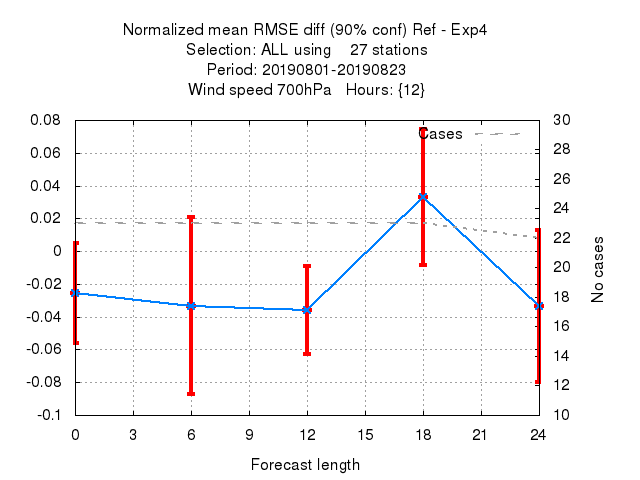 Normalized mean RMSE diff (90% conf) Ref - Exp4
Selection: ALL using    27 stations
Period: 20190801-20190823
Wind speed 700hPa   Hours: {12}
Cases
0.08
0.06
0.04
0.02
0
-0.02
-0.04
-0.06
-0.08
-0.1
30
28
26
24
22
20
18
16
14
12
10
No cases
0 3 6 9 12 15 18 21 24
Forecast length